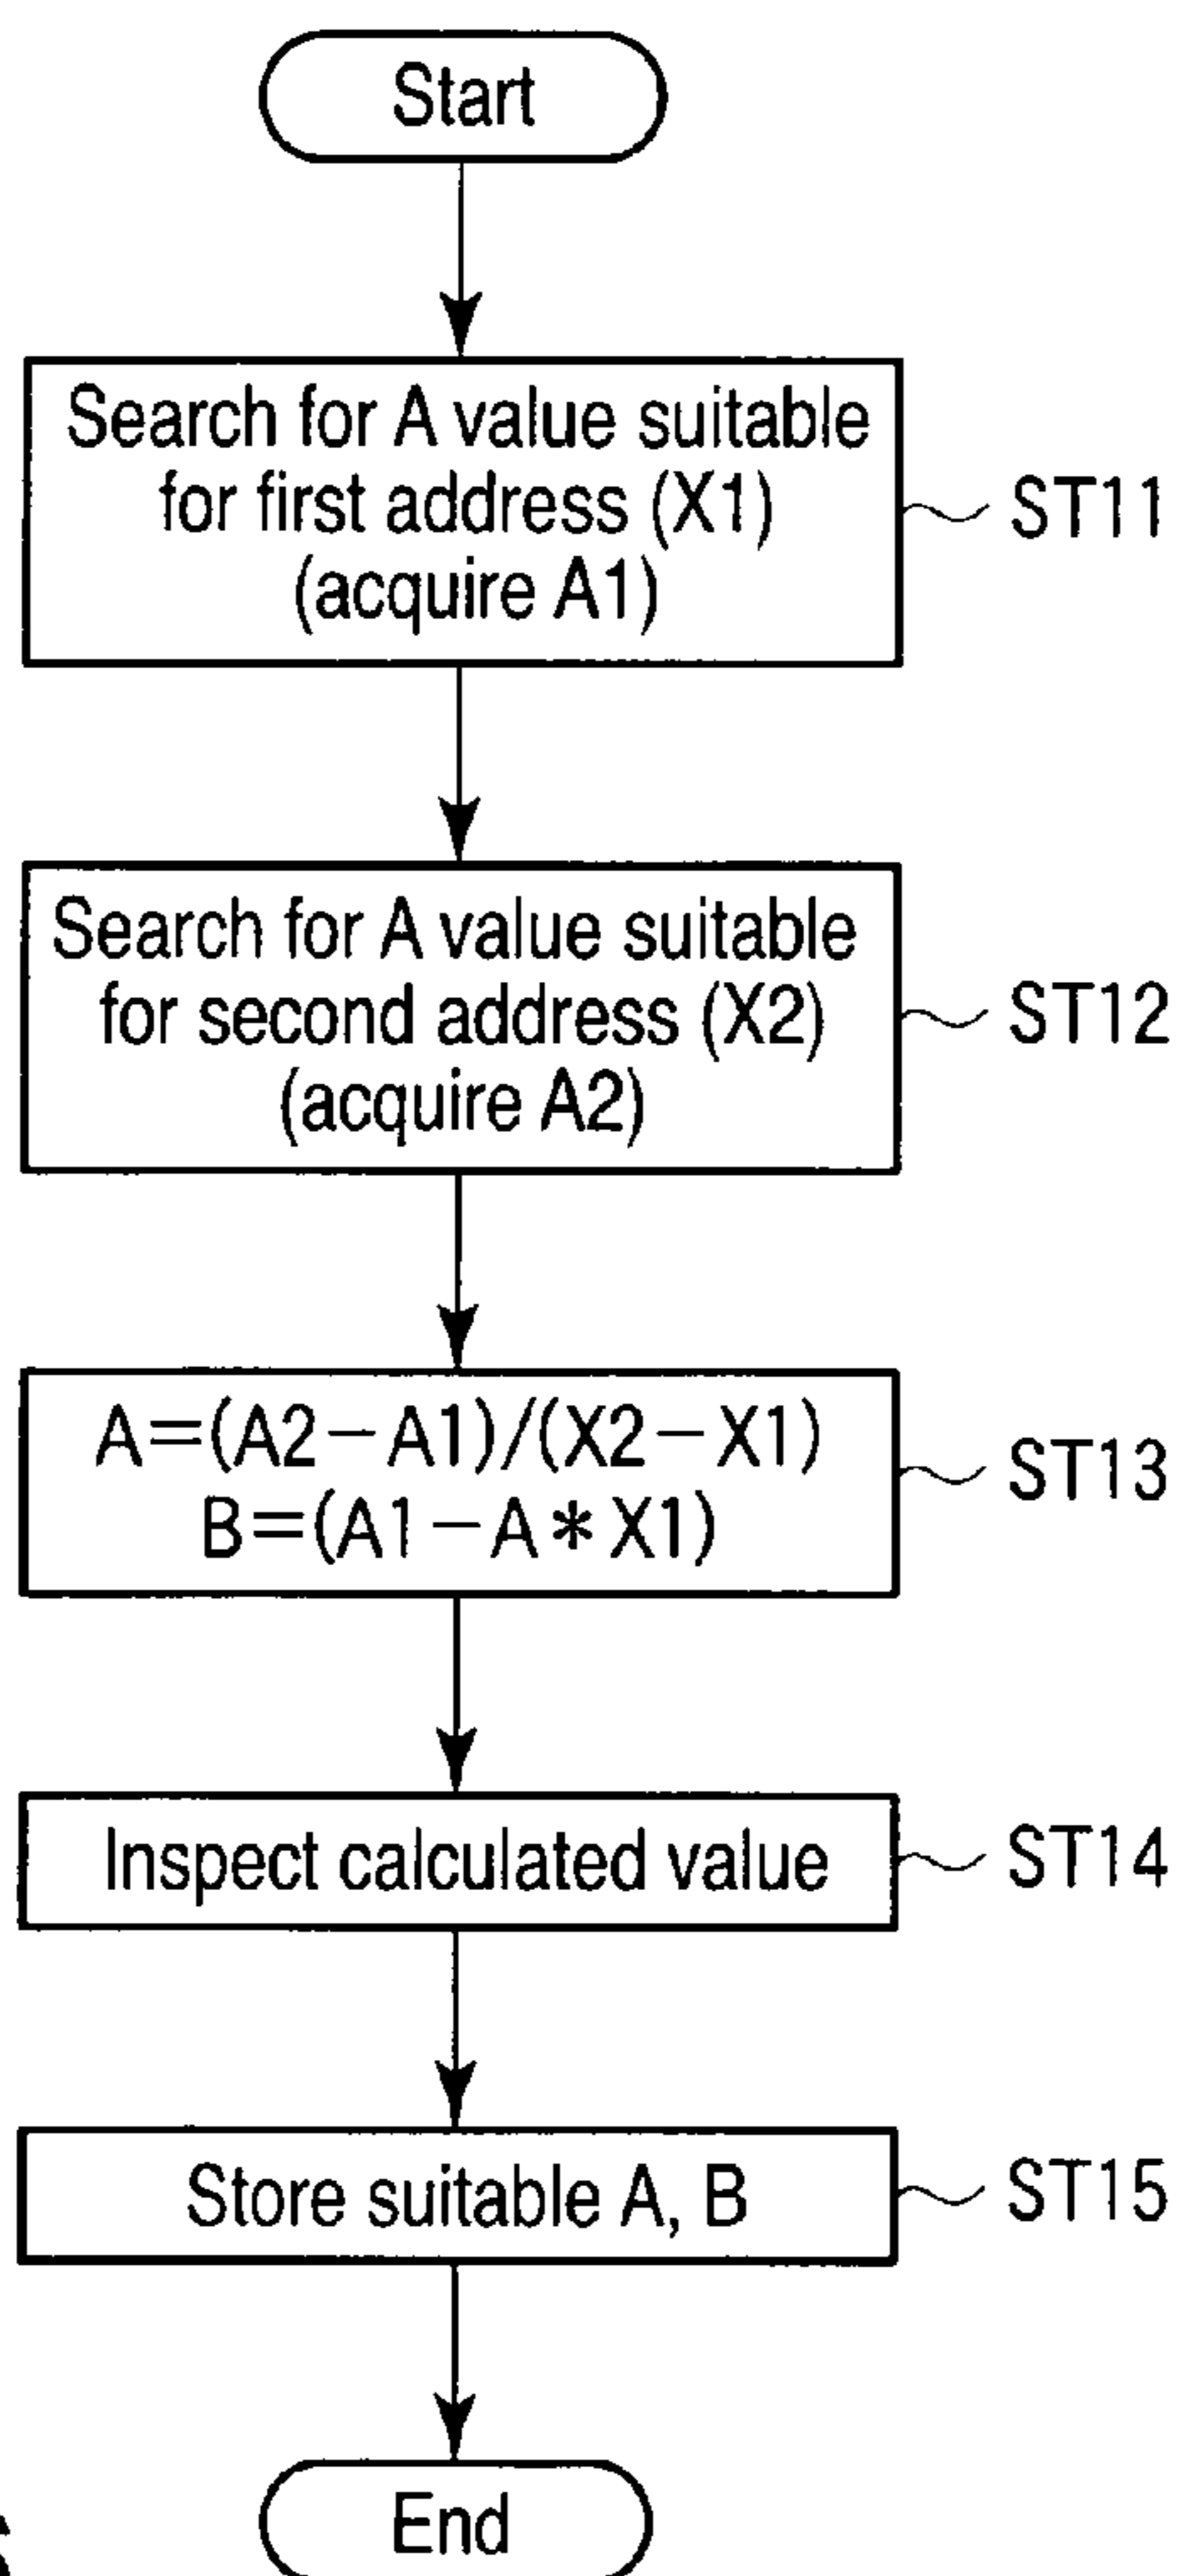 Start
Search for A value suitable
for first address (X1)
(acquire A1)
ST11
Search for A value suitable
for second address (X2)
(acquire A2)
ST12
A=(A2-A1)/(X2-X1)
B=(A1-A*X1)
ST13
Inspect calculated value
ST14
Store suitable A, B
ST15
End